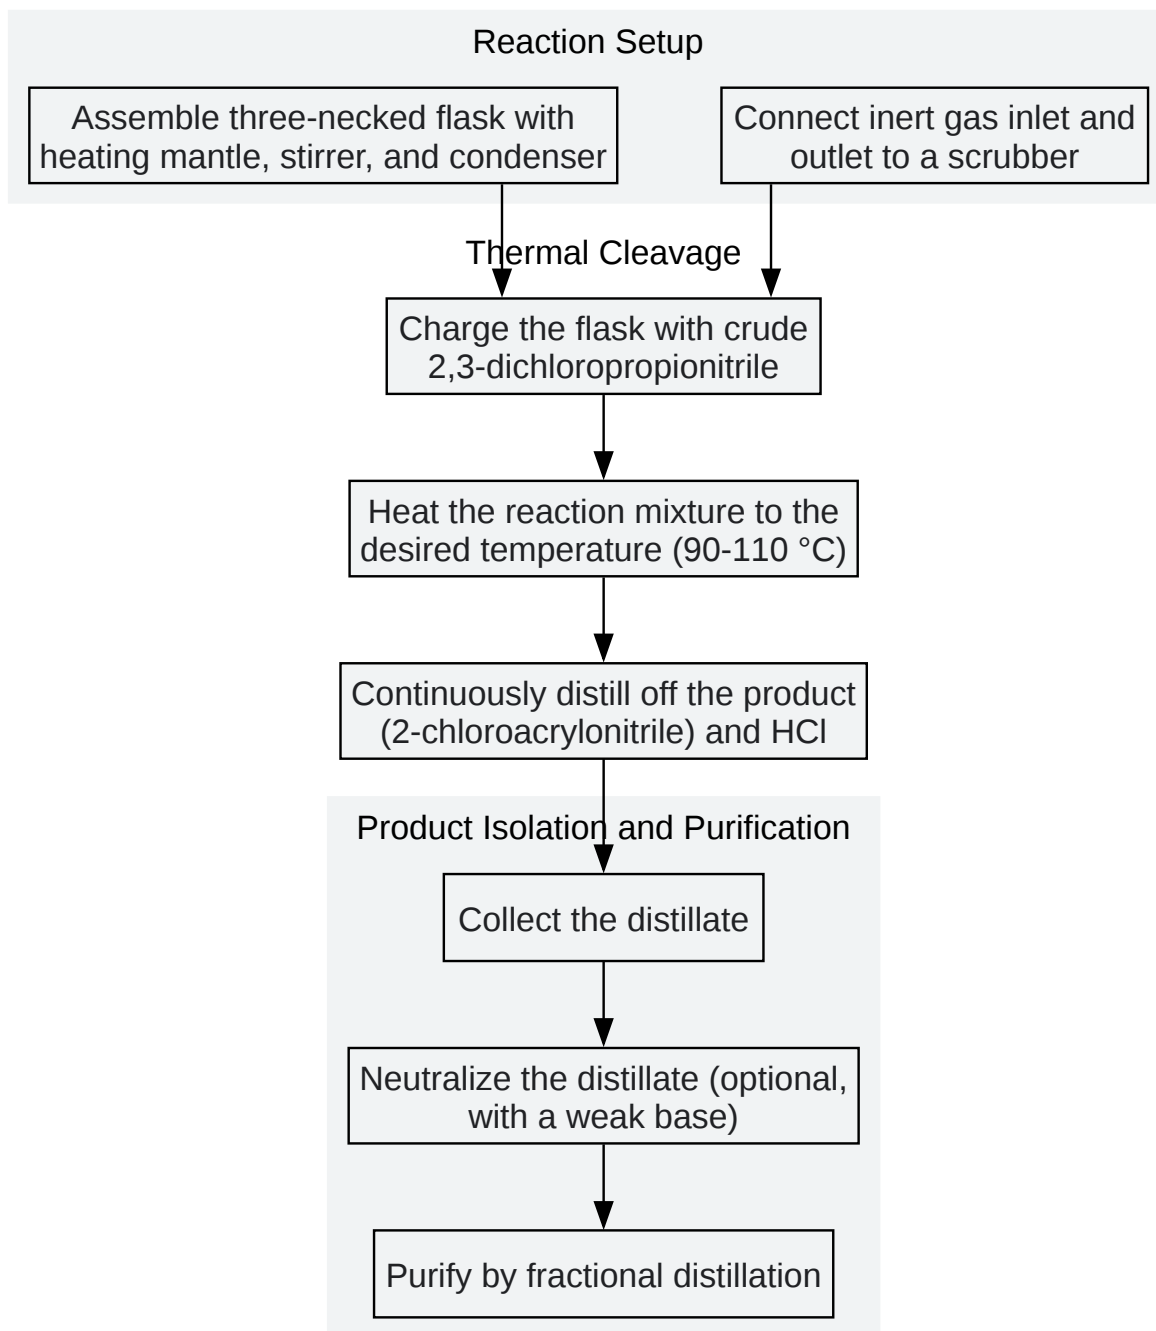 Reaction Setup
Assemble three-necked flask with
heating mantle, stirrer, and condenser
Connect inert gas inlet and
outlet to a scrubber
Thermal Cleavage
Charge the flask with crude
2,3-dichloropropionitrile
Heat the reaction mixture to the
desired temperature (90-110 °C)
Continuously distill off the product
(2-chloroacrylonitrile) and HCl
Product Isolation and Purification
Collect the distillate
Neutralize the distillate (optional,
with a weak base)
Purify by fractional distillation